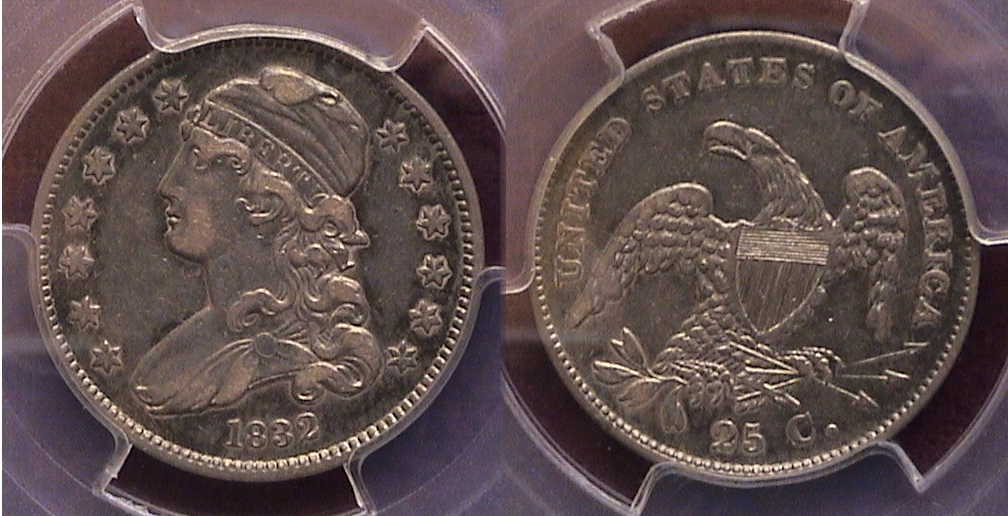 LIBERTY
1832
UNITED STATES OF AMERICA
25 C.